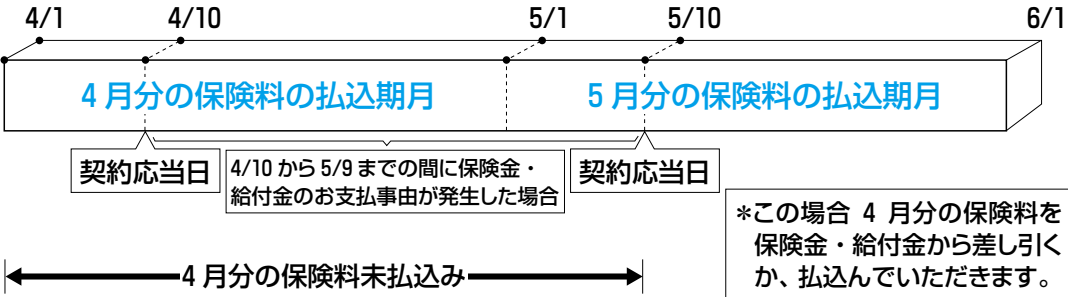 4/1 4/10 5/1 5/10 6/1
4月分の保険料の払込期月 5月分の保険料の払込期月
契約応当日
4/10から5/9までの間に保険金・
給付金のお支払事由が発生した場合
契約応当日
*この場合 4 月分の保険料を
保険金・給付金から差し引く
か、払込んでいただきます。
4月分の保険料未払込み